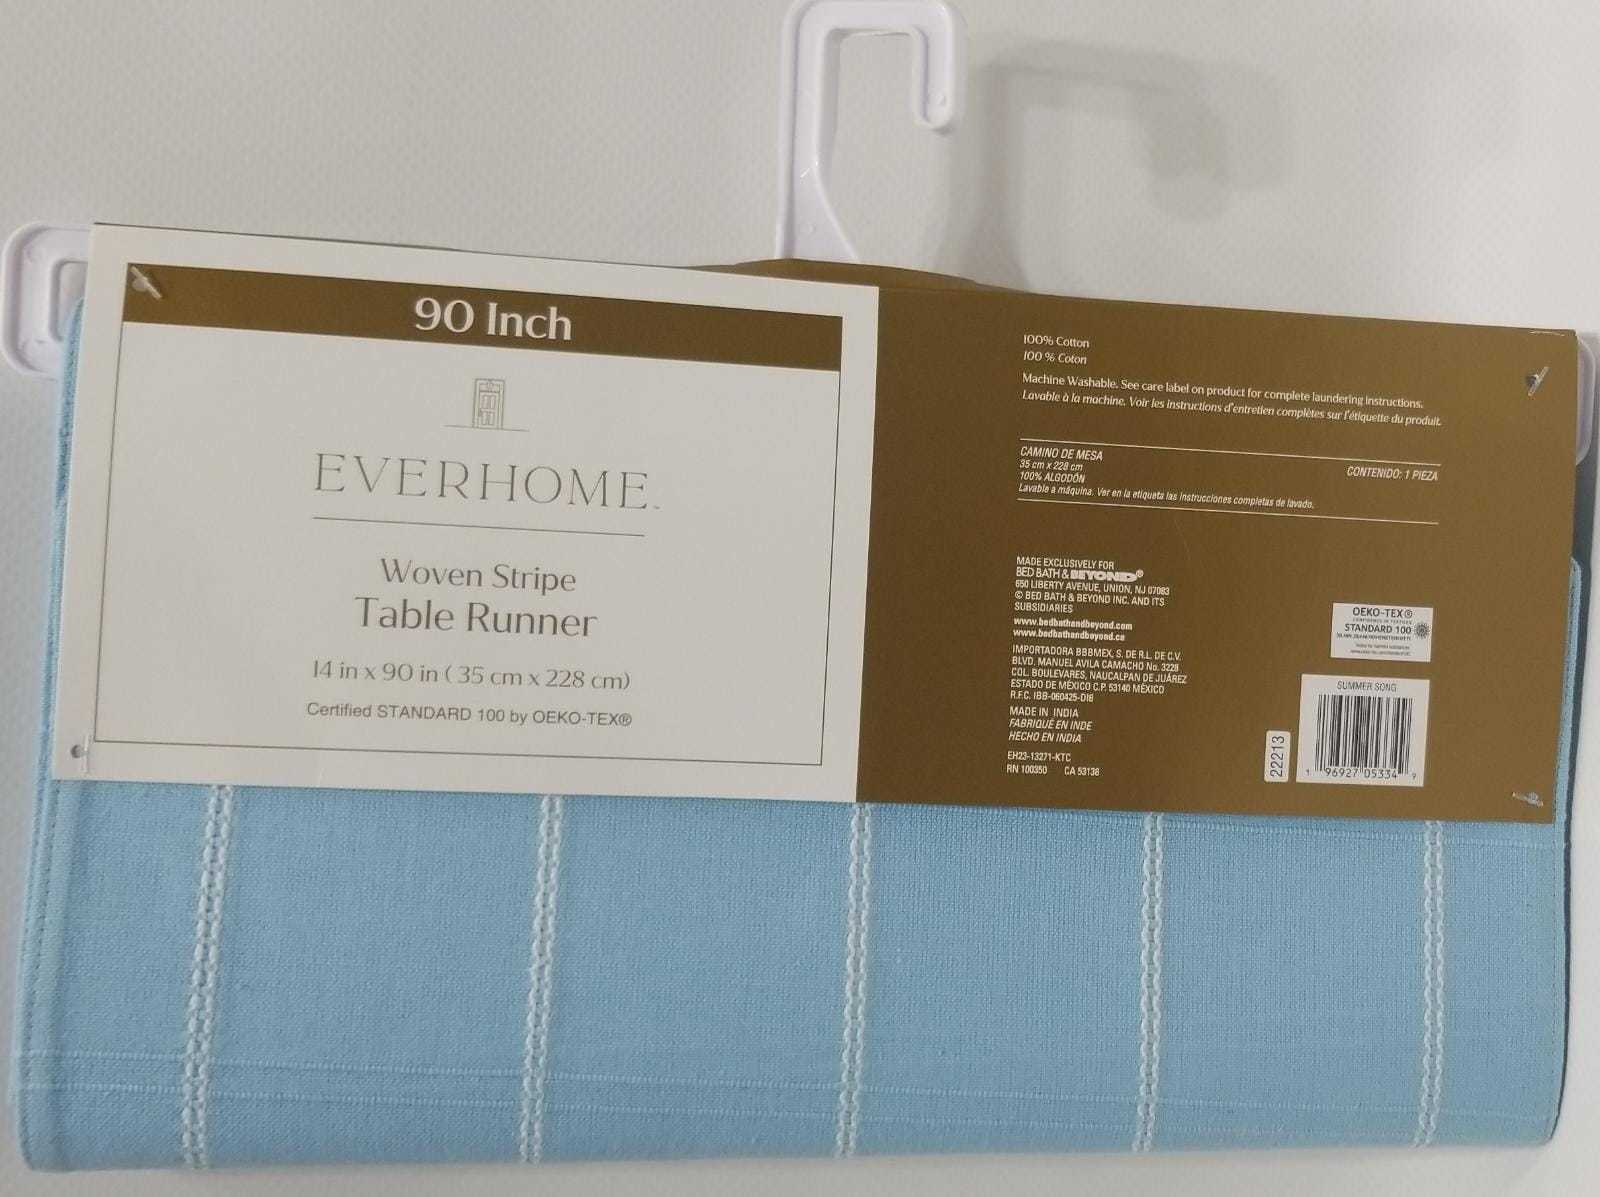 90 Inch
EVERHOME™
Woven Stripe
Table Runner
14 in x 90 in ( 35 cm x 228 cm)
Certified STANDARD 100 by OEKO-TEX®
100% Cotton
100 % Coton
Machine Washable. See care label on product for complete laundering instructions.
Lavable à la machine. Voir les instructions d'entretien complètes sur l'étiquette du produit.
CAMINO DE MESA
35 cm x 228 cm
CONTENIDO: 1 PIEZA
100% ALGODÓN
Lavable a máquina. Ver en la etiqueta las instrucciones completas de lavado.
MADE EXCLUSIVELY FOR
BED BATH & BEYOND®
650 LIBERTY AVENUE, UNION, NJ 07083
© BED BATH & BEYOND INC. AND ITS
SUBSIDIARIES
www.bedbathandbeyond.com
www.bedbathandbeyond.ca
IMPORTADORA BBBMEX, S. DE R.L. DE C.V.
BLVD. MANUEL AVILA CAMACHO No. 3228
COL. BOULEVARES, NAUCALPAN DE JUÁREZ
ESTADO DE MÉXICO C.P. 53140 MÉXICO
R.F.C. IBB-060425-DI6
MADE IN INDIA
FABRIQUÉ EN INDE
HECHO EN INDIA
EH23-13271-KTC
RN 100350 CA 53138
OEKO-TEX®
STANDARD 100
22213
SUMMER SONG
1 96927 05334 9